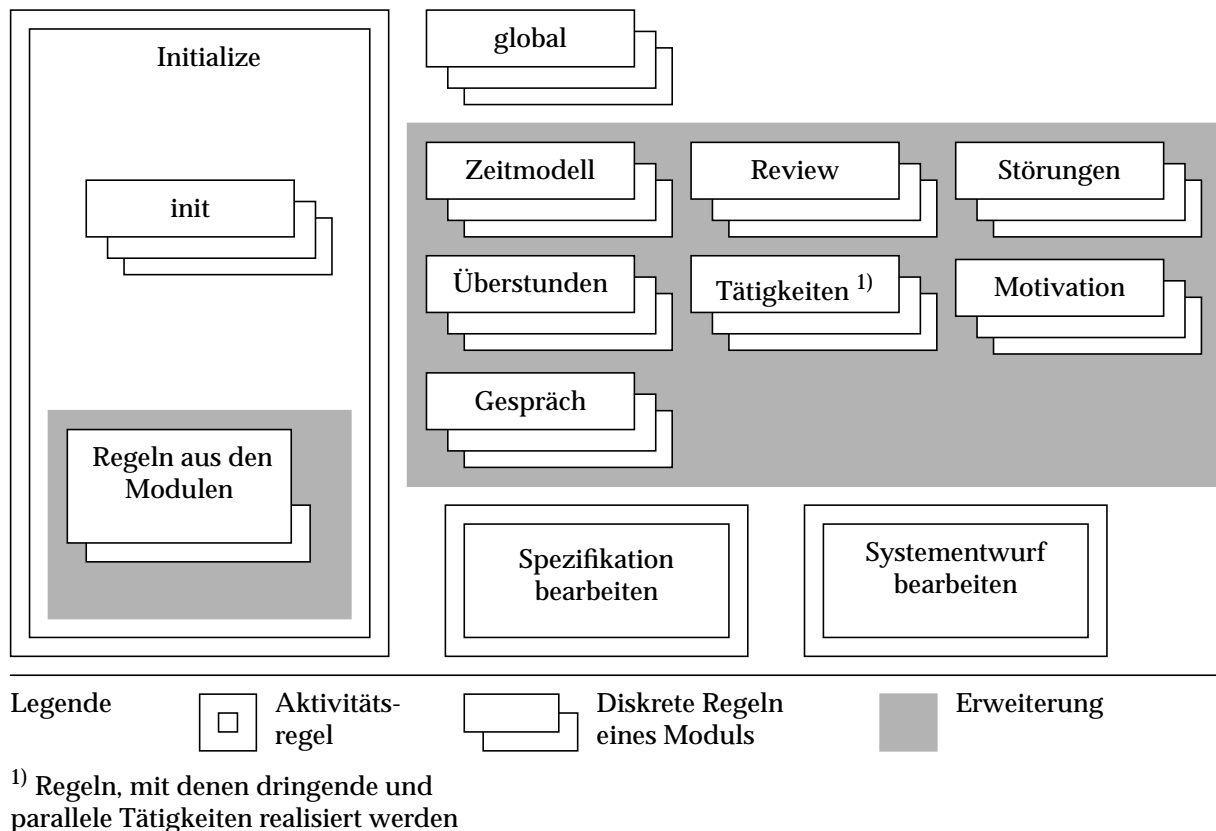 Initialize
global
init
Zeitmodell
Review
Störungen
Überstunden
Tätigkeiten 1)
Motivation
Gespräch
Regeln aus den
Modulen
Spezifikation
bearbeiten
Systementwurf
bearbeiten
Legende
Aktivitäts-
regel
Diskrete Regeln
eines Moduls
Erweiterung
1) Regeln, mit denen dringende und
parallele Tätigkeiten realisiert werden